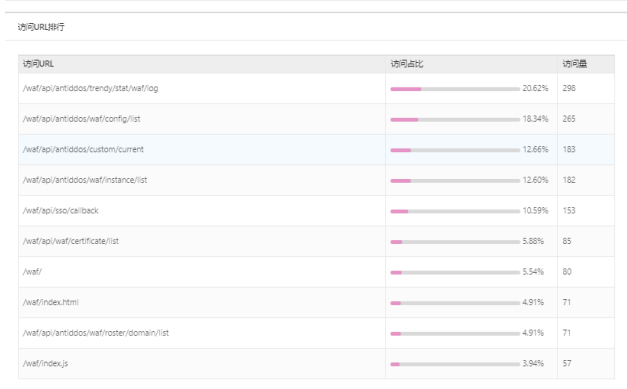 访问URL排行
访问URL 访问占比 访问量
/waf/api/antiddos/trendy/stat/waf/log 20.62% 298
/waf/api/antiddos/waf/config/list 18.34% 265
/waf/api/antiddos/custom/current 12.66% 183
/waf/api/antiddos/waf/instance/list 12.60% 182
/waf/api/sso/callback 10.59% 153
/waf/api/waf/certificate/list 5.88% 85
/waf/ 5.54% 80
/waf/index.html 4.91% 71
/waf/api/antiddos/waf/roster/domain/list 4.91% 71
/waf/index.js 3.94% 57